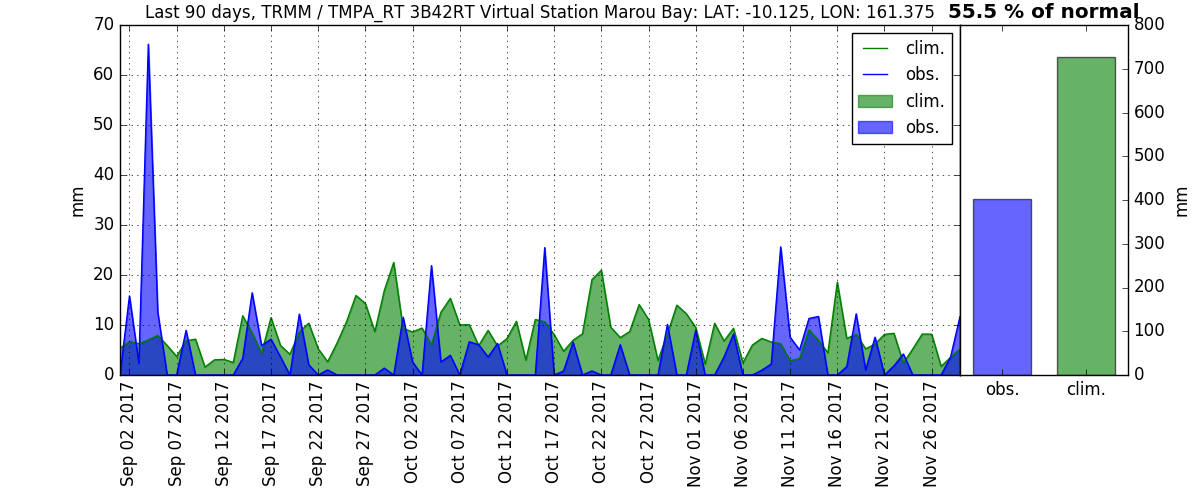 Last 90 days, TRMM / TMPA_RT 3B42RT Virtual Station Marou Bay: LAT: -10.125, LON: 161.375
55.5 % of normal
clim.
obs.
clim.
obs.
mm
70
60
50
40
30
20
10
0
Sep 02 2017
Sep 07 2017
Sep 12 2017
Sep 17 2017
Sep 22 2017
Sep 27 2017
Oct 02 2017
Oct 07 2017
Oct 12 2017
Oct 17 2017
Oct 22 2017
Oct 27 2017
Nov 01 2017
Nov 06 2017
Nov 11 2017
Nov 16 2017
Nov 21 2017
Nov 26 2017
800
700
600
500
400
300
200
100
0
mm
obs.
clim.